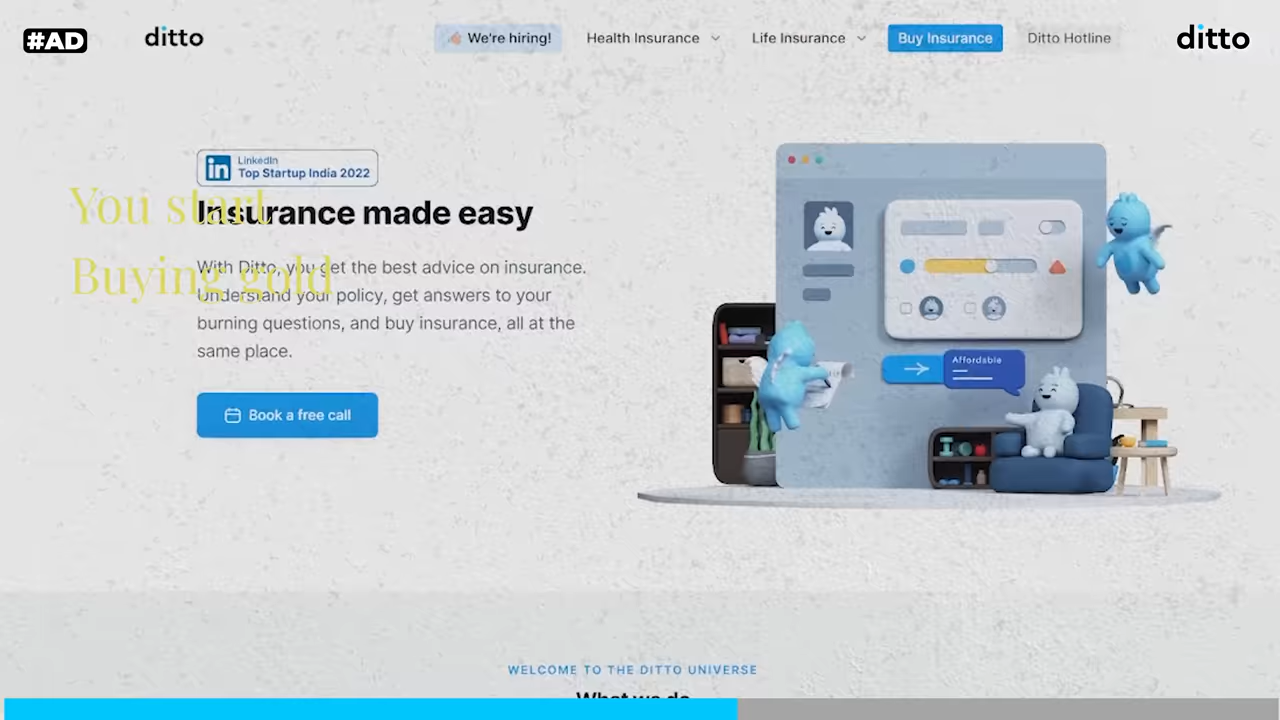 #AD
ditto
We're hiring!
Health Insurance
Life Insurance
Buy Insurance
Ditto Hotline
ditto
LinkedIn
Top Startup India 2022
You start
Insurance made easy
Buying gold
With Ditto, you get the best advice on insurance.
Understand your policy, get answers to your
burning questions, and buy insurance, all at the
same place.
Book a free call
Affordable
WELCOME TO THE DITTO UNIVERSE
What we do